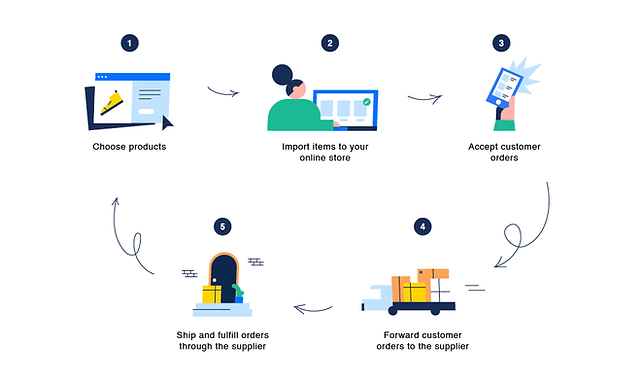 1
Choose products
2
Import items to your
online store
3
Accept customer
orders
4
Forward customer
orders to the supplier
5
Ship and fulfill orders
through the supplier